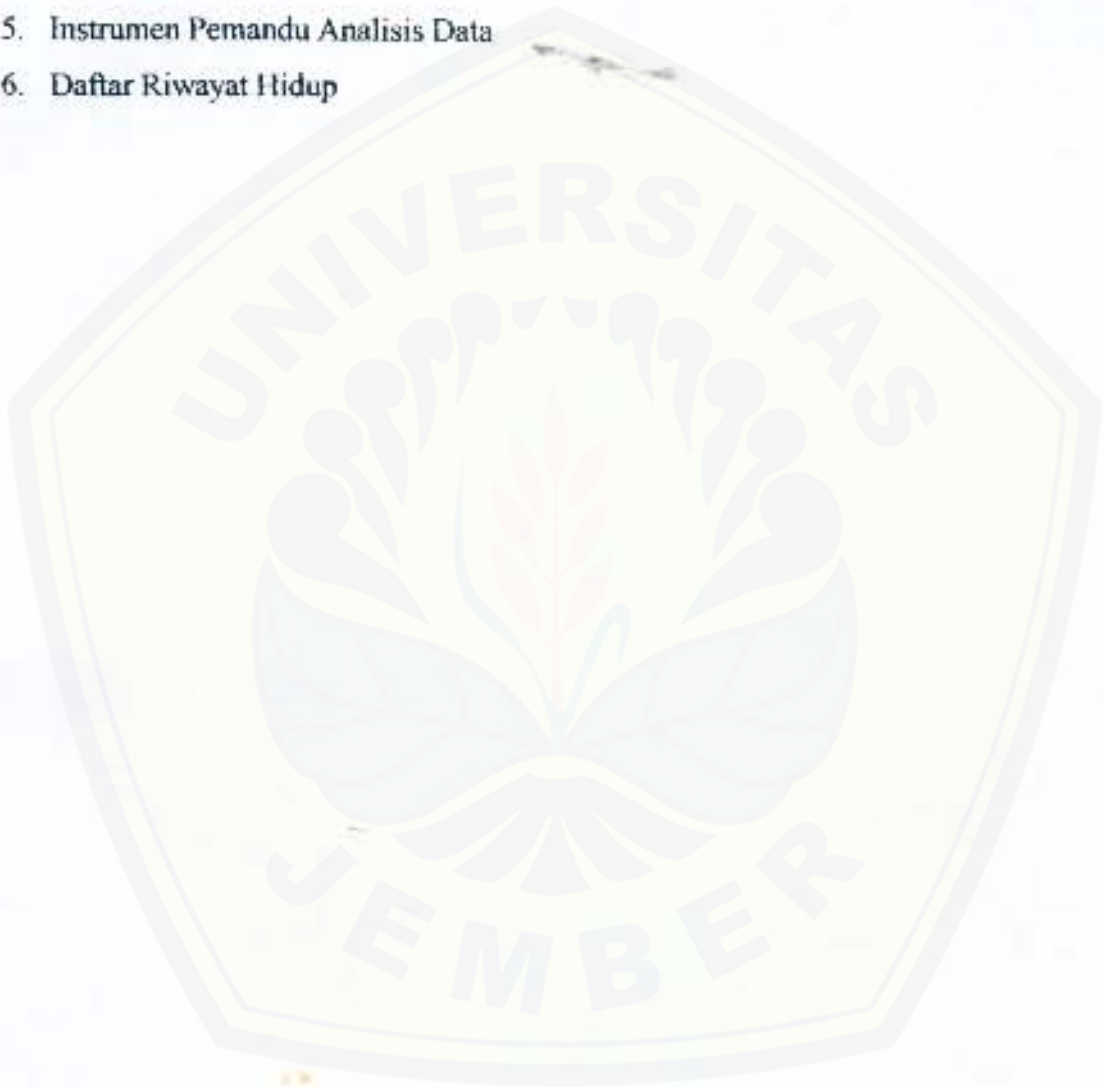 5. Instrumen Pemandu Analisis Data
6. Daftar Riwayat Hidup
UNIVERSITAS
JEMBER